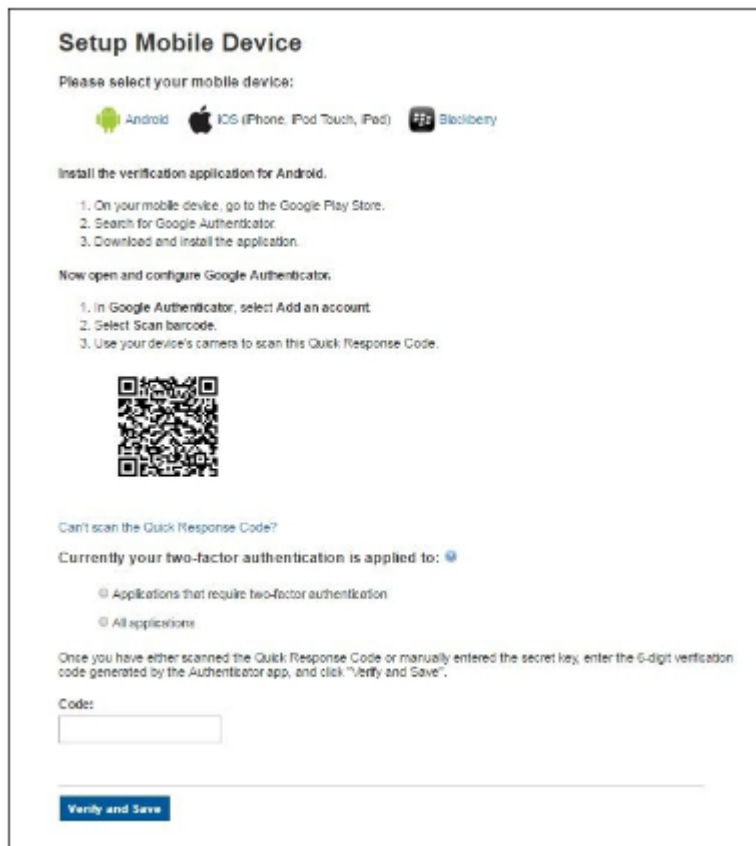 Setup Mobile Device
Please select your mobile device:
Android iOS (iPhone, iPod Touch, iPad) Blackberry
Install the verification application for Android.
1. On your mobile device, go to the Google Play Store.
2. Search for Google Authenticator.
3. Download and install the application.
Now open and configure Google Authenticator.
1. In Google Authenticator, select Add an account.
2. Select Scan barcode.
3. Use your device's camera to scan this Quick Response Code.
Can't scan the Quick Response Code?
Currently your two-factor authentication is applied to:
Applications that require two-factor authentication
All applications
Once you have either scanned the Quick Response Code or manually entered the secret key, enter the 6-digit verification
code generated by the Authenticator app, and click "Verify and Save".
Code:
Verify and Save